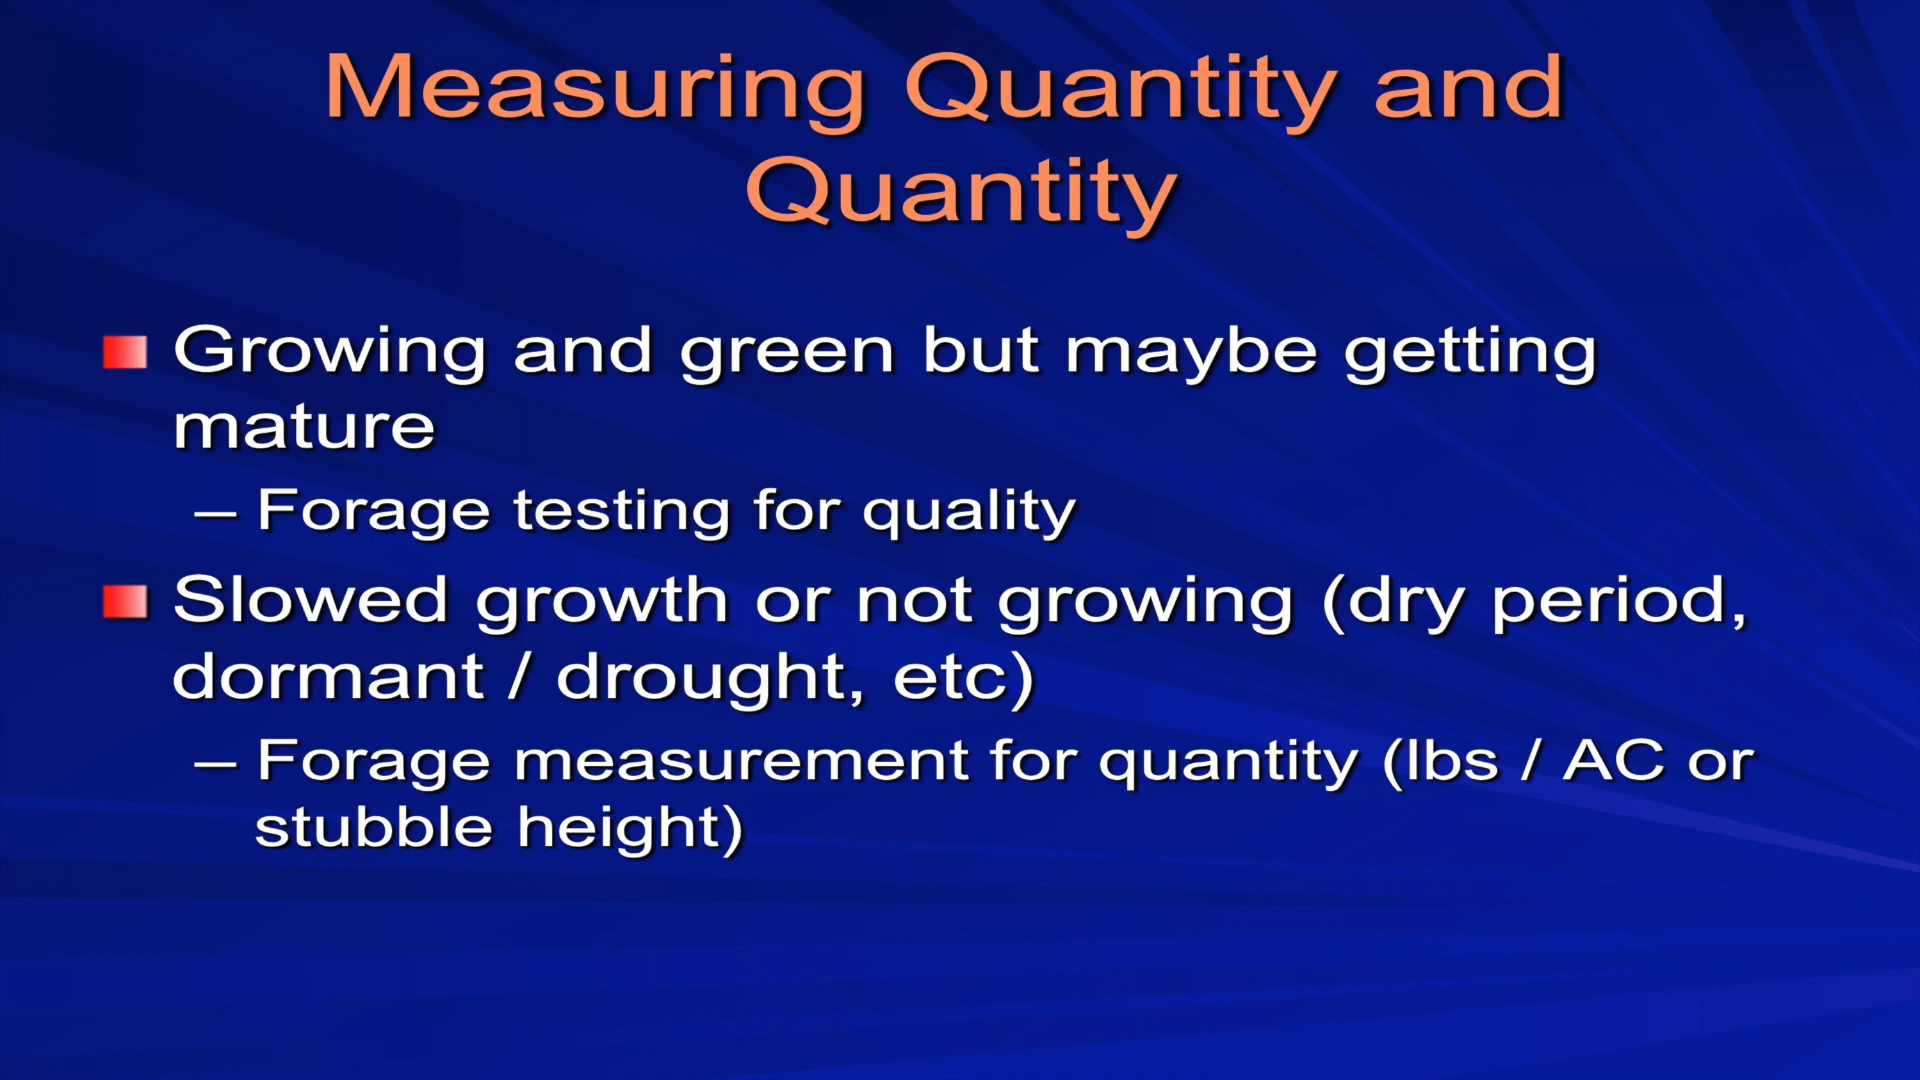 Measuring Quantity and
Quantity
Growing and green but maybe getting
mature
– Forage testing for quality
Slowed growth or not growing (dry period,
dormant / drought, etc)
– Forage measurement for quantity (lbs / AC or
stubble height)